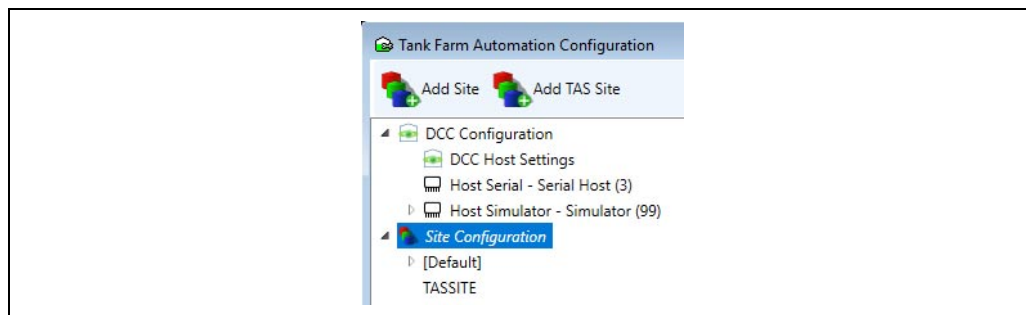 Tank Farm Automation Configuration
Add Site Add TAS Site
DCC Configuration
DCC Host Settings
Host Serial - Serial Host (3)
Host Simulator - Simulator (99)
Site Configuration
[Default]
TASSITE